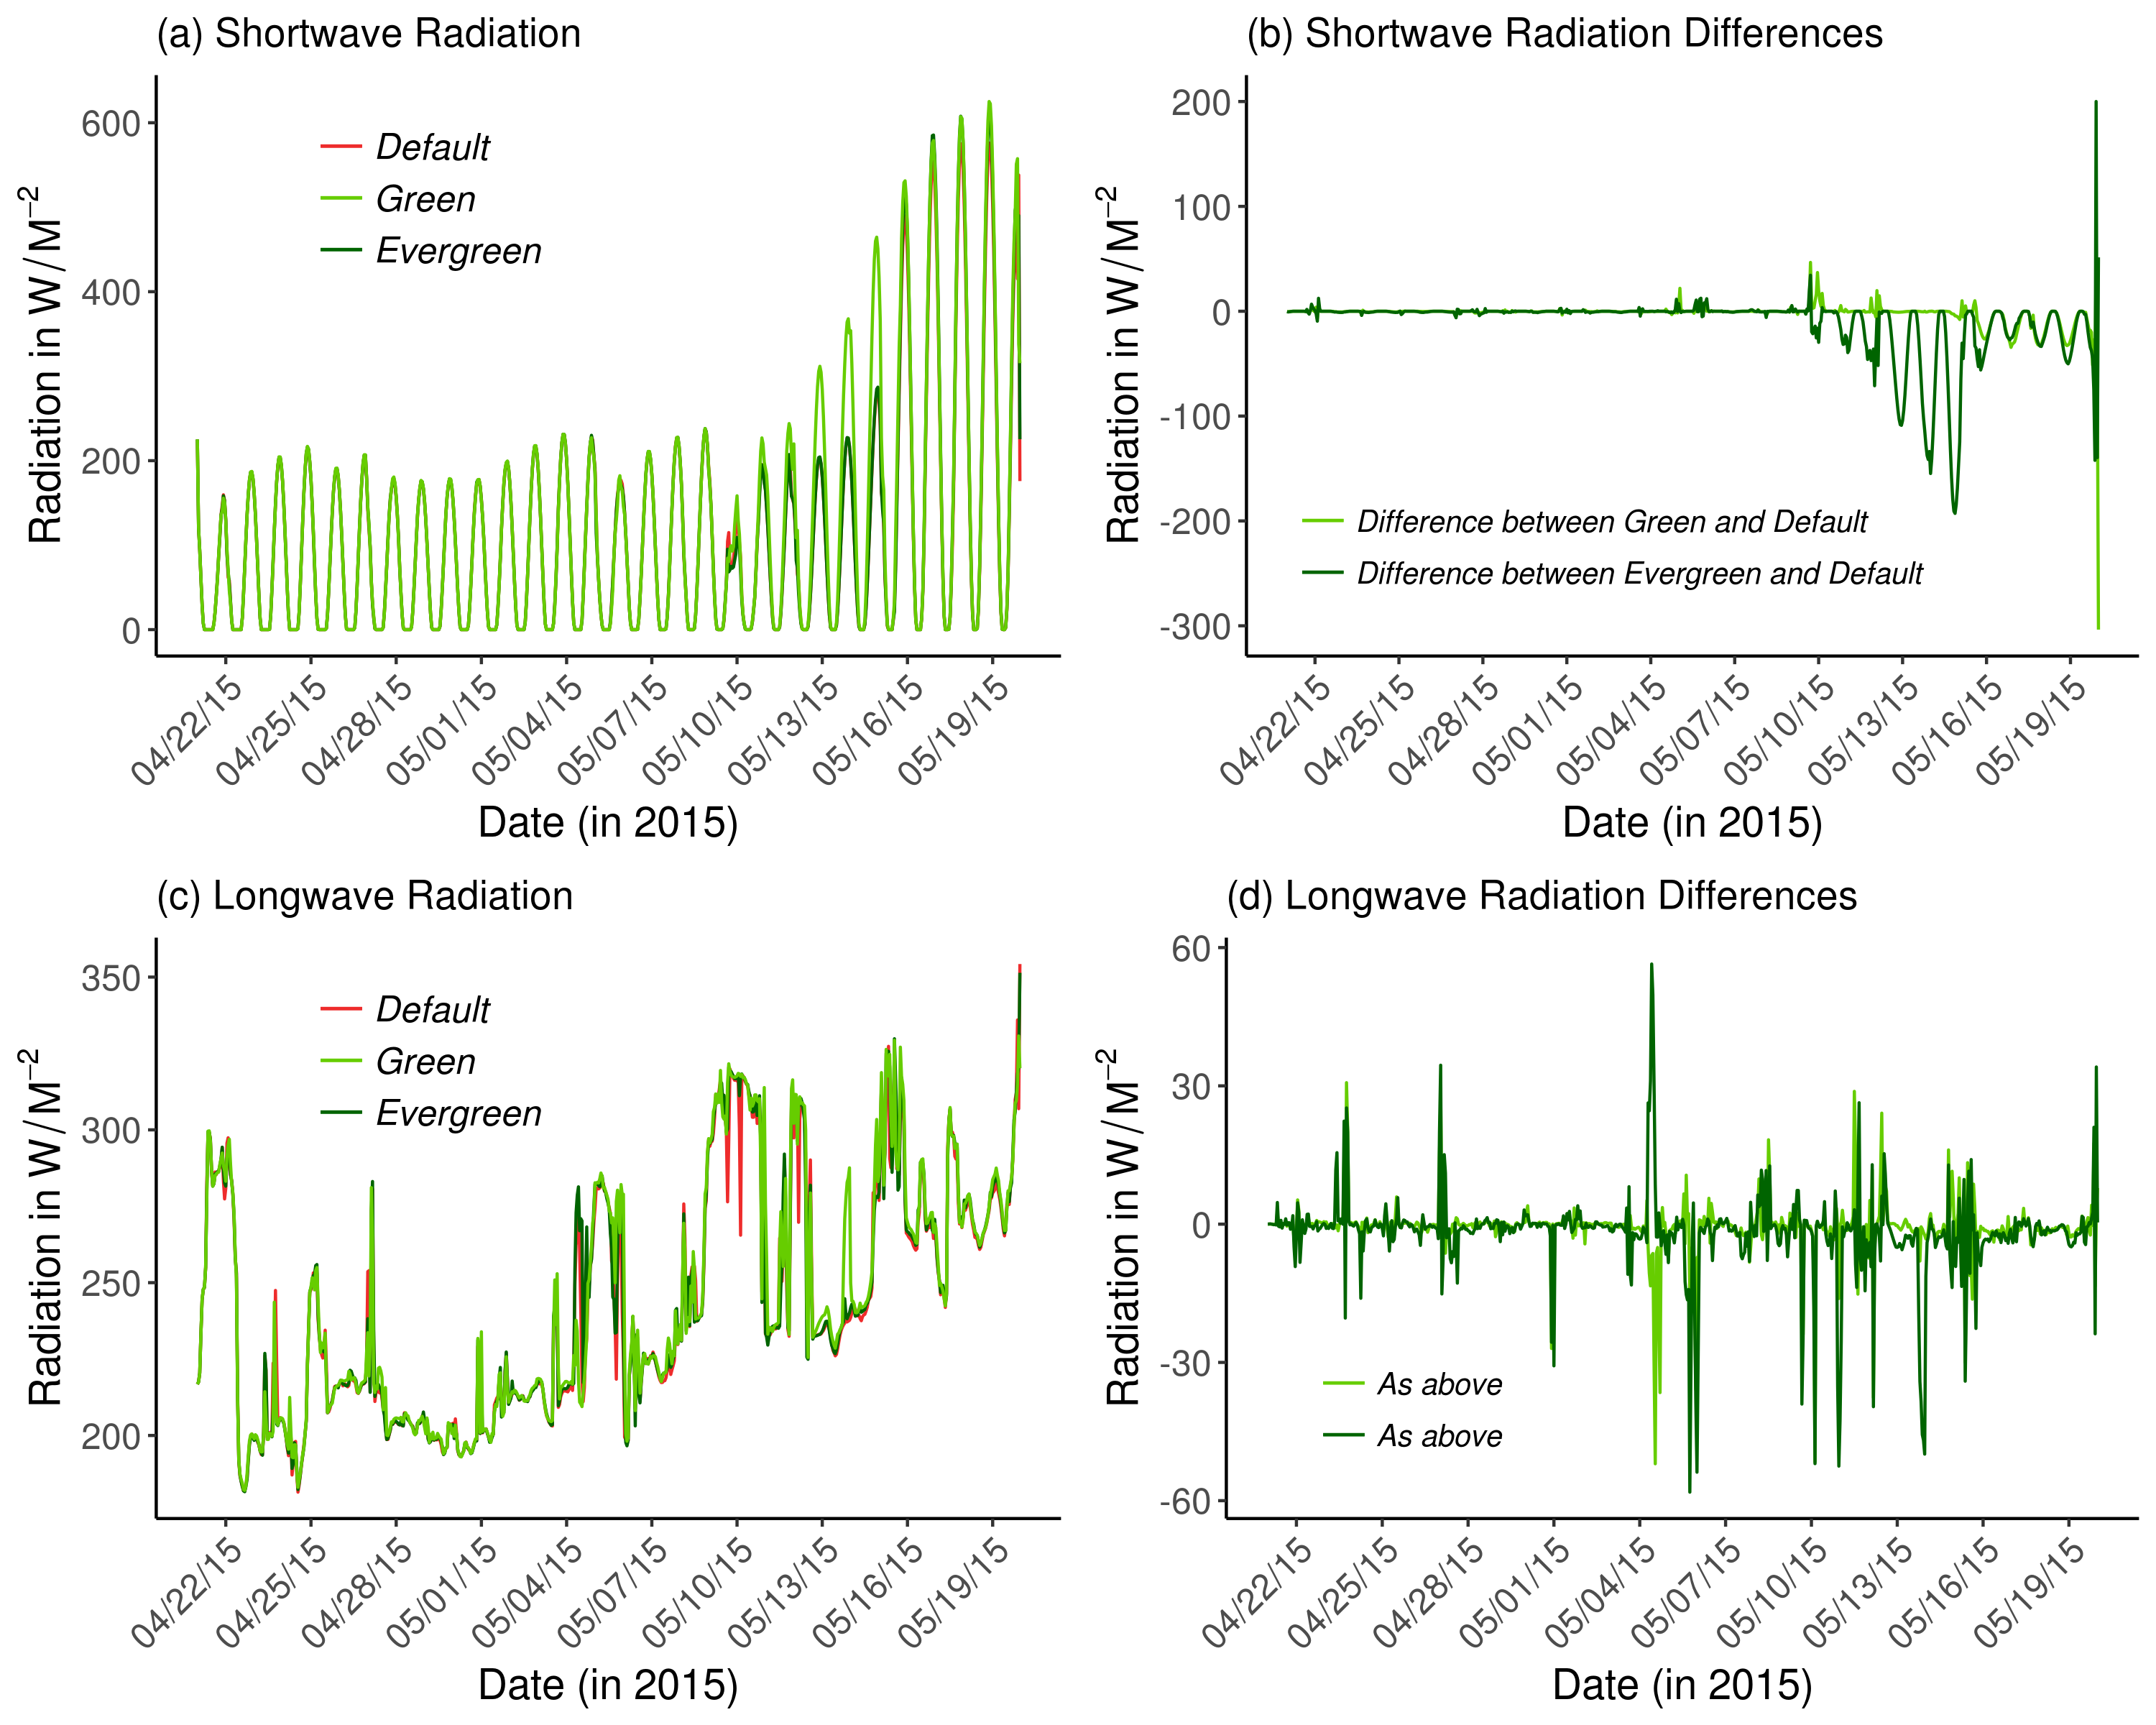 (a) Shortwave Radiation
Radiation in W/M⁻²
600
400
200
0
Default
Green
Evergreen
04/22/15
04/25/15
04/28/15
05/01/15
05/04/15
05/07/15
05/10/15
05/13/15
05/16/15
05/19/15
Date (in 2015)
(b) Shortwave Radiation Differences
Radiation in W/M⁻²
200
100
0
-100
-200
-300
Difference between Green and Default
Difference between Evergreen and Default
04/22/15
04/25/15
04/28/15
05/01/15
05/04/15
05/07/15
05/10/15
05/13/15
05/16/15
05/19/15
Date (in 2015)
(c) Longwave Radiation
Radiation in W/M⁻²
350
300
250
200
Default
Green
Evergreen
04/22/15
04/25/15
04/28/15
05/01/15
05/04/15
05/07/15
05/10/15
05/13/15
05/16/15
05/19/15
Date (in 2015)
(d) Longwave Radiation Differences
Radiation in W/M⁻²
60
30
0
-30
-60
As above
As above
04/22/15
04/25/15
04/28/15
05/01/15
05/04/15
05/07/15
05/10/15
05/13/15
05/16/15
05/19/15
Date (in 2015)